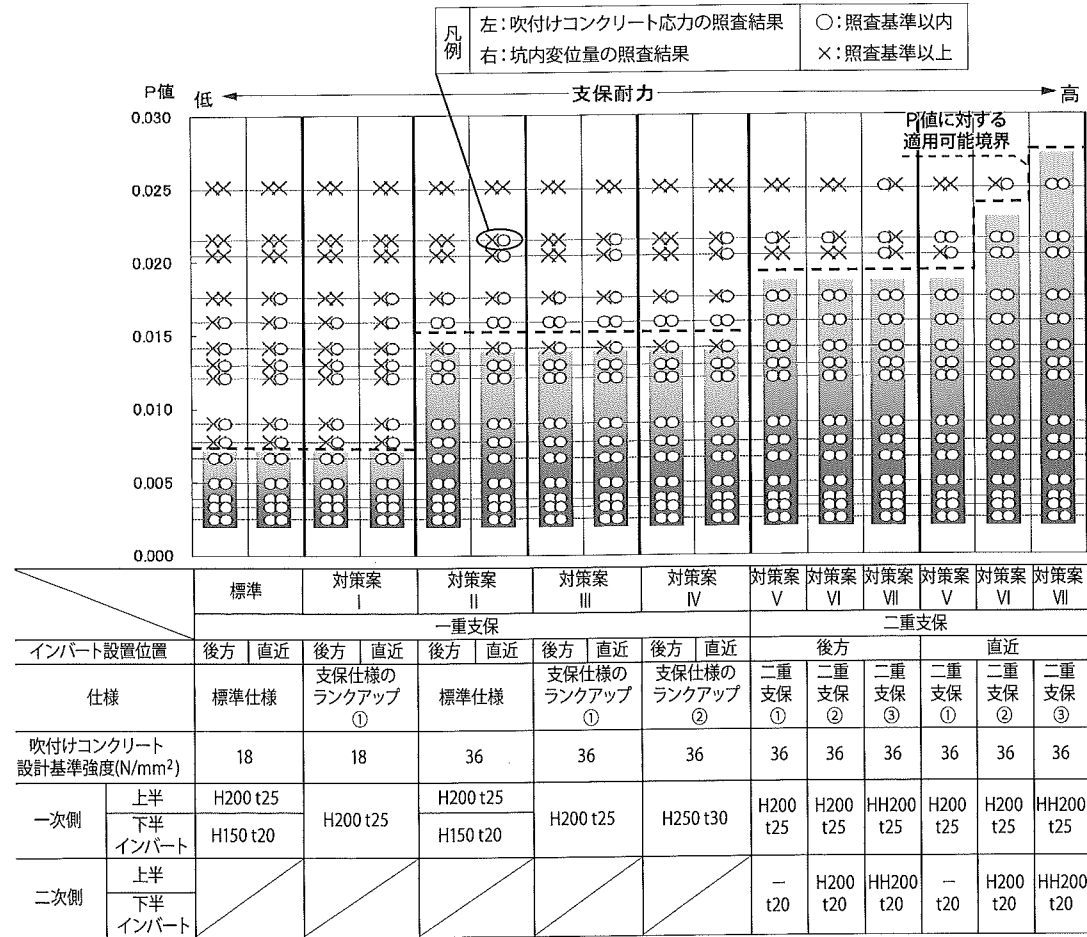 凡例
左：吹付けコンクリート応力の照査結果
右：坑内変位量の照査結果
○：照査基準以内
×：照査基準以上
P値
低
支保耐力
高
P値に対する
適用可能境界
0.030
0.025
0.020
0.015
0.010
0.005
0.000
標準
対策案 I
対策案 II
対策案 III
対策案 IV
対策案 V
対策案 VI
対策案 VII
対策案 V
対策案 VI
対策案 VII
一重支保
二重支保
インバート設置位置
後方 直近 後方 直近 後方 直近 後方 直近 後方 直近 後方 直近
仕様
標準仕様
支保仕様のランクアップ①
標準仕様
支保仕様のランクアップ①
支保仕様のランクアップ②
二重支保①
二重支保②
二重支保③
二重支保①
二重支保②
二重支保③
吹付けコンクリート
設計基準強度(N/mm²)
18 18 36 36 36 36 36 36 36 36 36
一次側
上半
下半
インバート
H200 t25
H150 t20
H200 t25
H200 t25
H150 t20
H200 t25
H250 t30
H200 t25
H200 t25
HH200 t25
H200 t25
H200 t25
HH200 t25
二次側
上半
下半
インバート
− t20
H200 t20
HH200 t20
− t20
H200 t20
HH200 t20